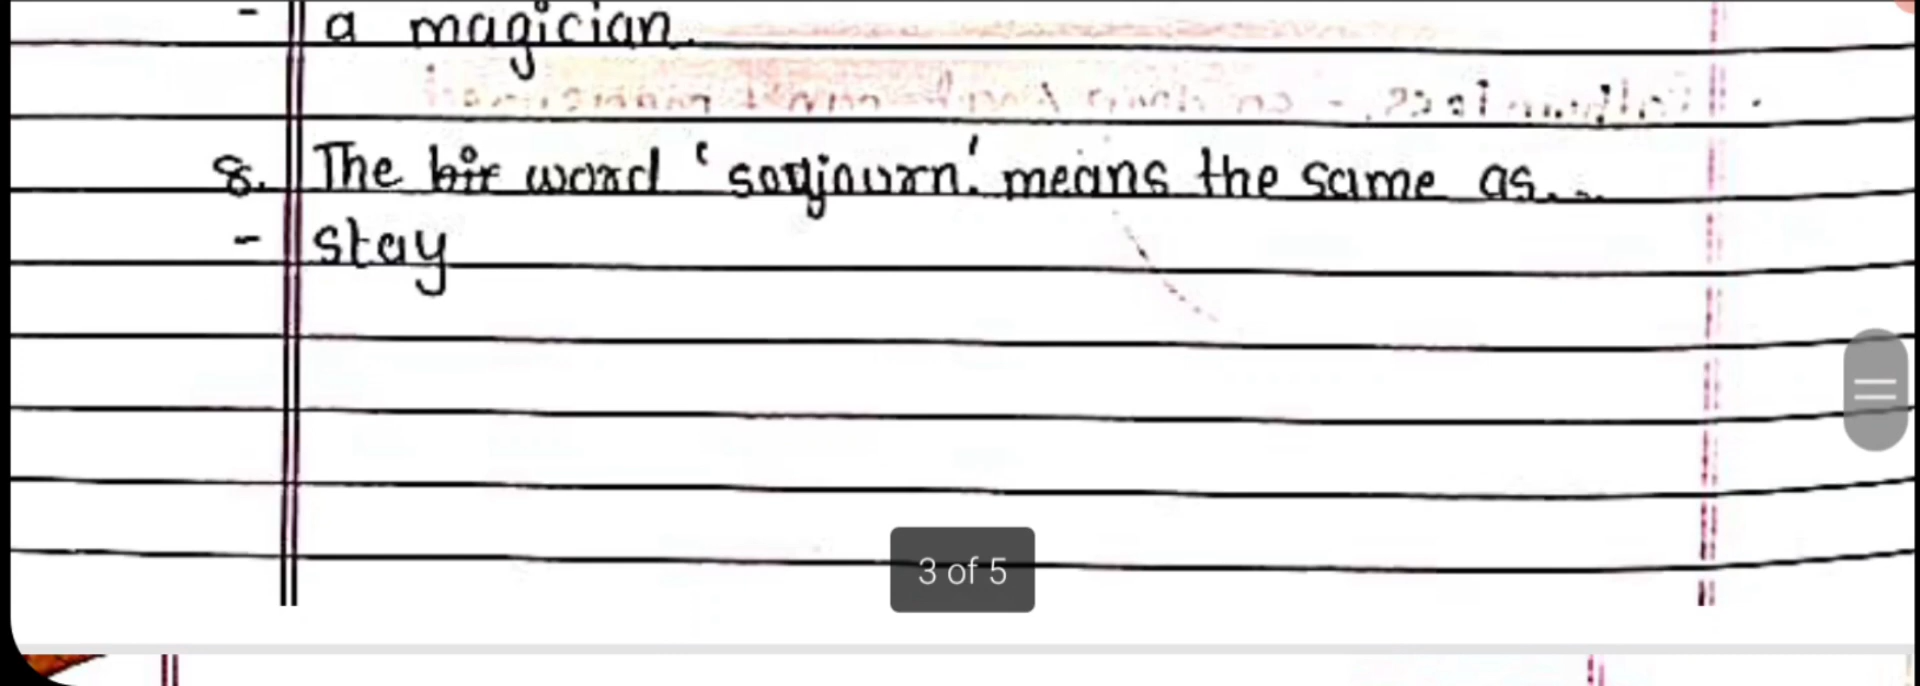 - a magician.
8. The bir word 'sojourn.' means the same as...
- stay
3 of 5